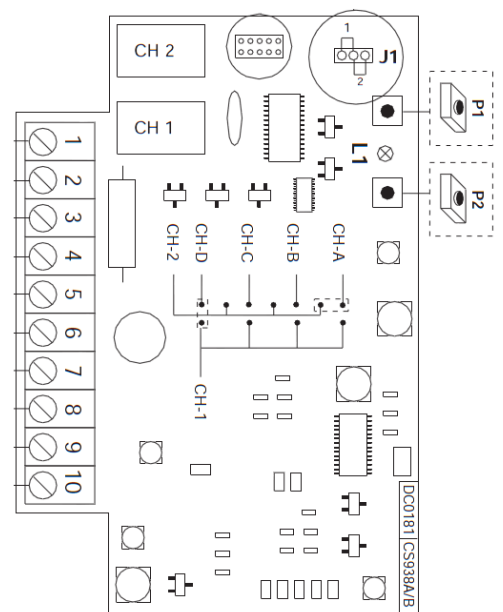 CH 2
CH 1
1
J1
2
P1
L1
P2
1
2
3
4
5
6
7
8
9
10
CH-2
CH-D
CH-C
CH-B
CH-A
CH-1
DC0181 CS938A/B